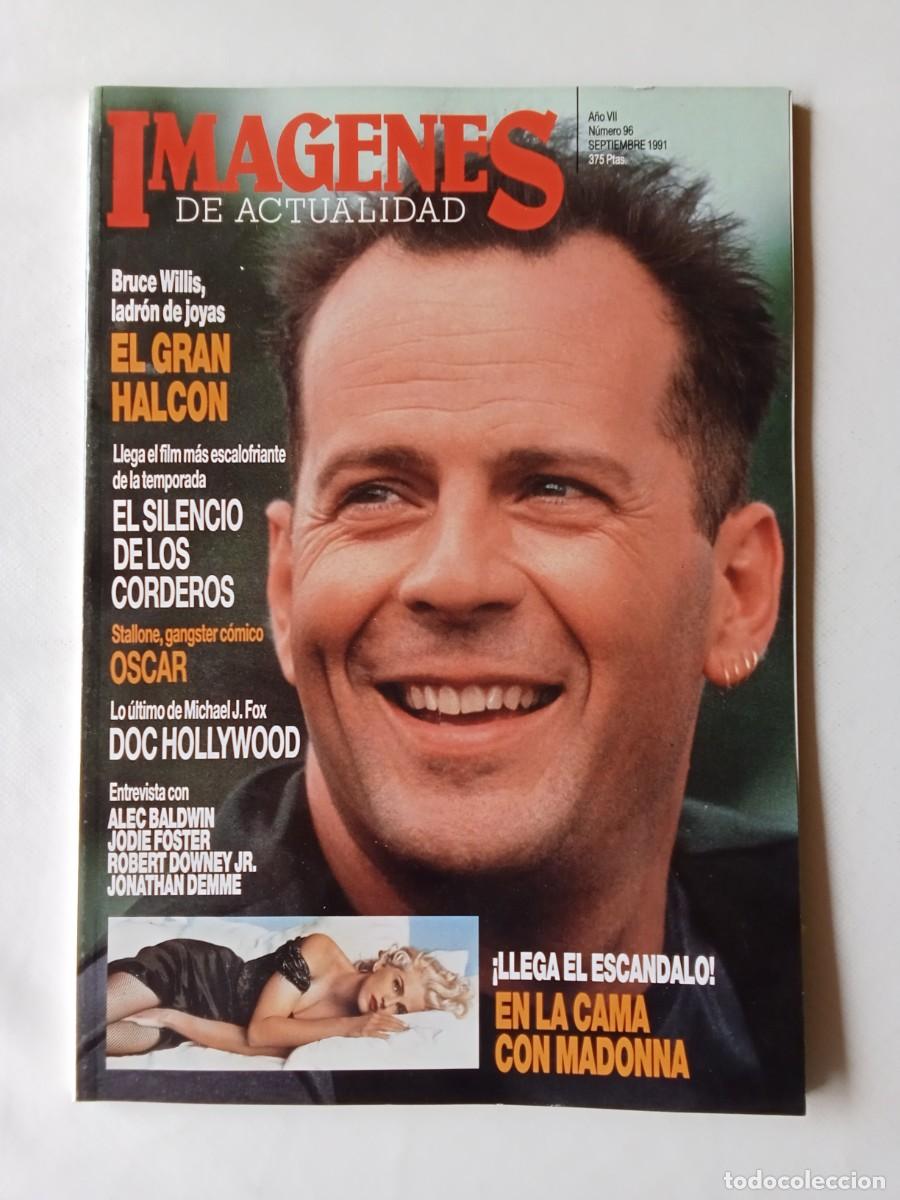 IMAGENES
DE ACTUALIDAD
Año VII
Número 96
SEPTIEMBRE 1991
375 Ptas.
Bruce Willis,
ladrón de joyas
EL GRAN
HALCON
Llega el film más escalofriante
de la temporada
EL SILENCIO
DE LOS
CORDEROS
Stallone, gangster cómico
OSCAR
Lo último de Michael J. Fox
DOC HOLLYWOOD
Entrevista con
ALEC BALDWIN
JODIE FOSTER
ROBERT DOWNEY JR.
JONATHAN DEMME
¡LLEGA EL ESCANDALO!
EN LA CAMA
CON MADONNA
todocoleccion